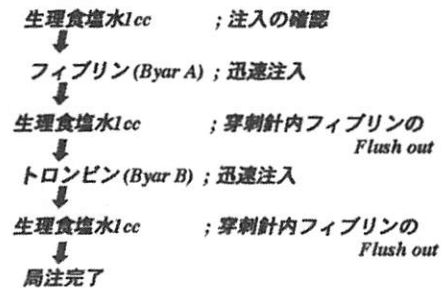 生理食塩水1cc ;注入の確認
フィブリン(Byar A) ;迅速注入
生理食塩水1cc ;穿刺針内フィブリンの
Flush out
トロンビン(Byar B) ;迅速注入
生理食塩水1cc ;穿刺針内フィブリンの
Flush out
局注完了